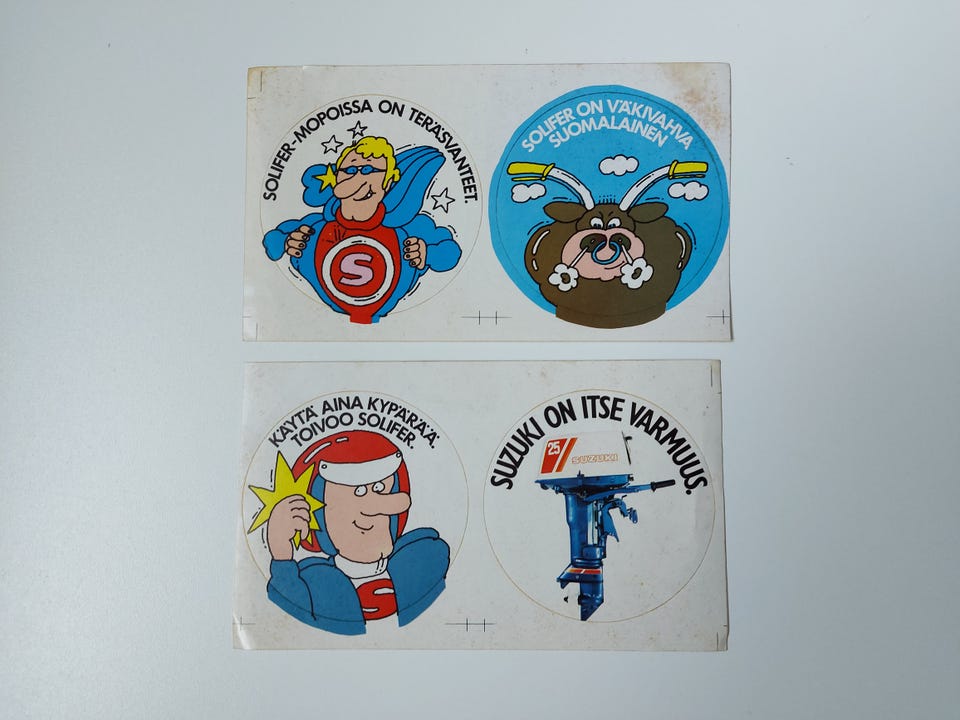 SOLIFER-MOPOISSA ON TERÄSVANTEET.
S
SOLIFER ON VÄKIVAHVA
SUOMALAINEN
KÄYTÄ AINA KYPÄRÄÄ.
TOIVOO SOLIFER.
S
SUZUKI ON ITSE VARMUUS.
25
SUZUKI